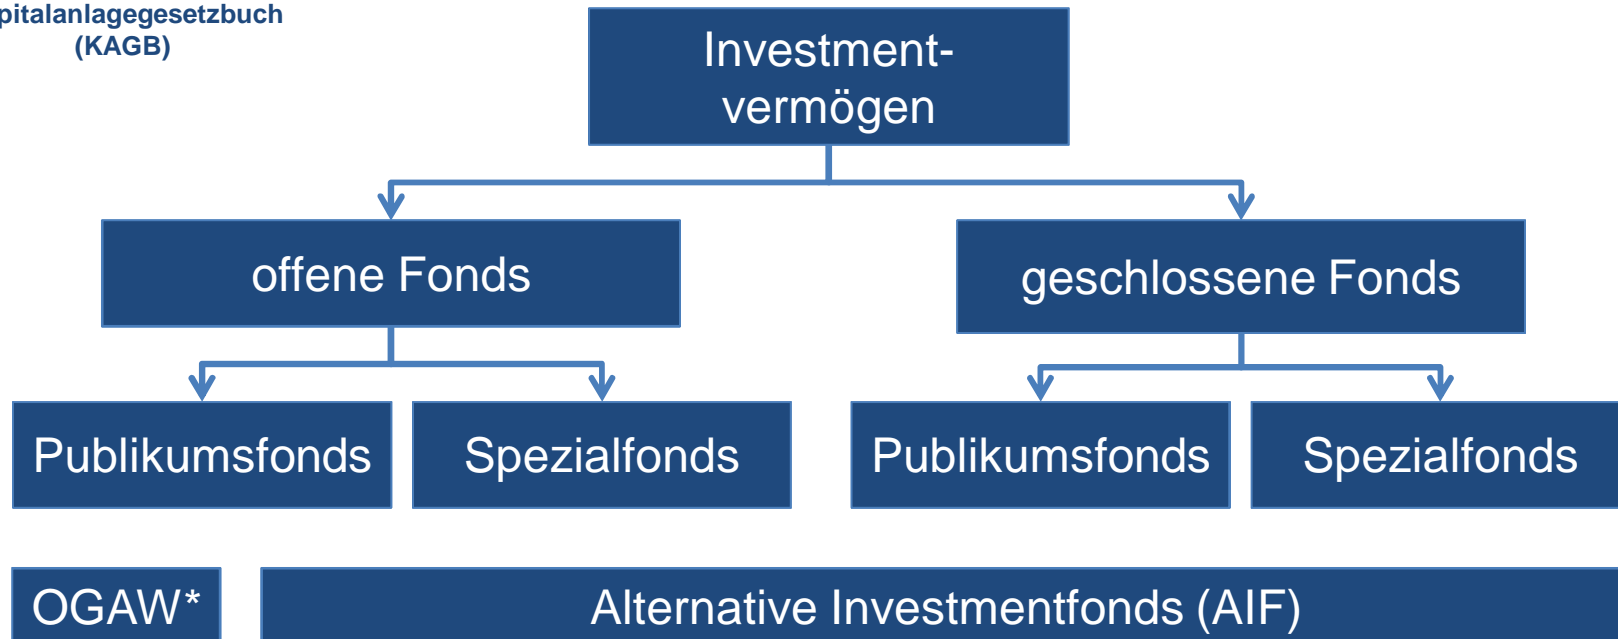 pitalanlagegesetzbuch
(KAGB)
Investment-
vermögen
offene Fonds
geschlossene Fonds
Publikumsfonds
Spezialfonds
Publikumsfonds
Spezialfonds
OGAW*
Alternative Investmentfonds (AIF)